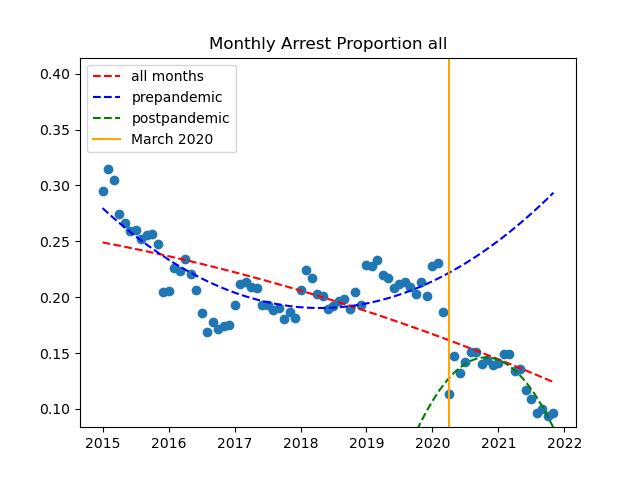 Monthly Arrest Proportion all
all months
prepandemic
postpandemic
March 2020
0.40
0.35
0.30
0.25
0.20
0.15
0.10
2015 2016 2017 2018 2019 2020 2021 2022